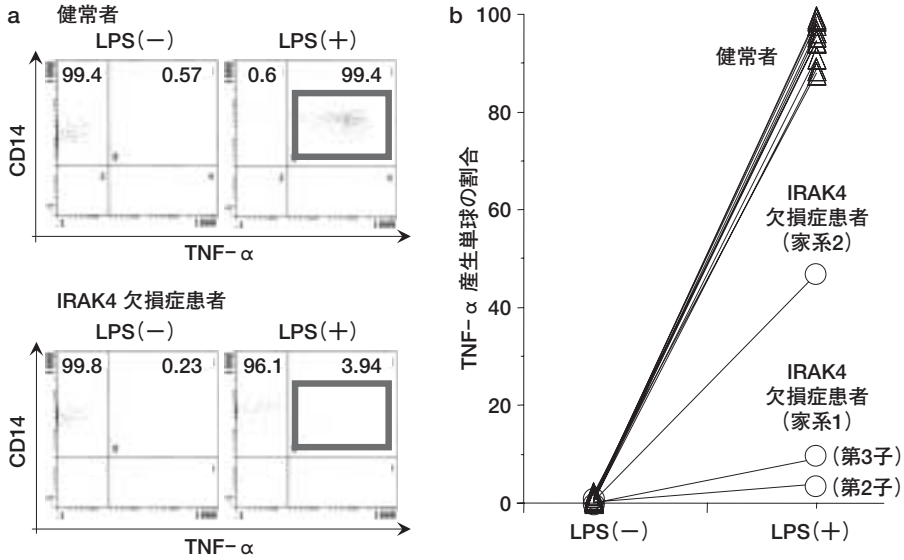 a 健常者
LPS(ー) LPS(+)
99.4 0.57 0.6 99.4
CD14
TNF-α
IRAK4 欠損症患者
LPS(ー) LPS(+)
99.8 0.23 96.1 3.94
CD14
TNF-α
b
TNF-α 産生単球の割合
100
80
60
40
20
0
健常者
IRAK4
欠損症患者
(家系2)
IRAK4
欠損症患者
(家系1)
(第3子)
(第2子)
LPS(ー) LPS(+)